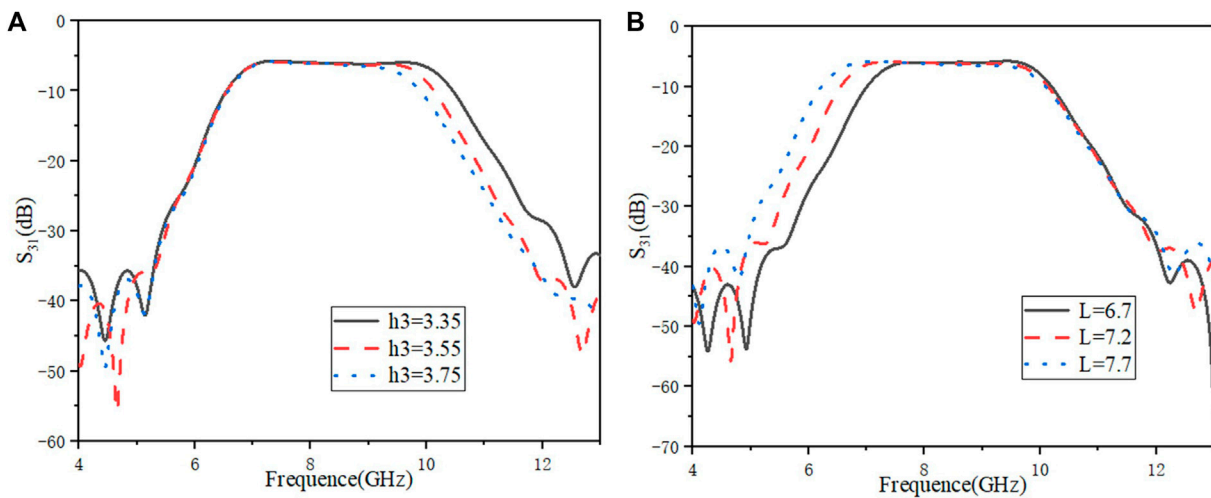 A
0
−10
−20
−30
−40
−50
−60
S31(dB)
4
6
8
10
12
Frequence(GHz)
h3=3.35
h3=3.55
h3=3.75
B
0
−10
−20
−30
−40
−50
−60
−70
S31(dB)
4
6
8
10
12
Frequence(GHz)
L=6.7
L=7.2
L=7.7